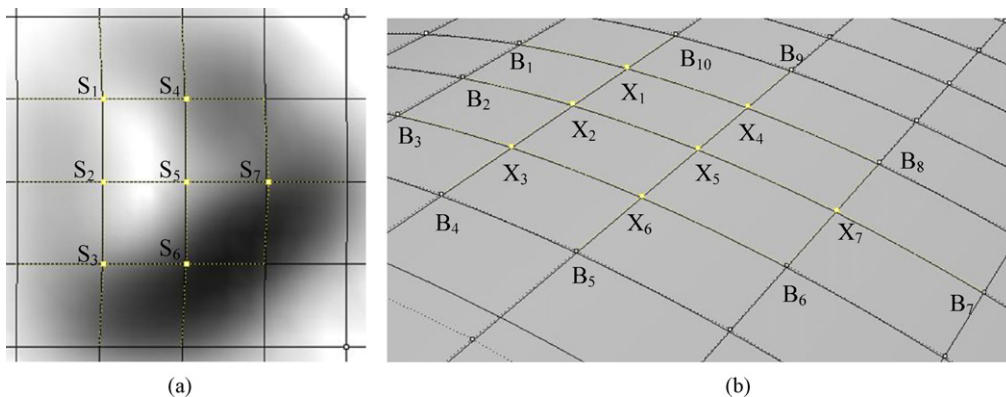 S₁ S₄
S₂ S₅ S₇
S₃ S₆
(a)
B₁ B₁₀ B₉
B₂ X₁
B₃ X₂ X₄
X₃ X₅ B₈
B₄ X₆ X₇
B₅ B₆ B₇
(b)